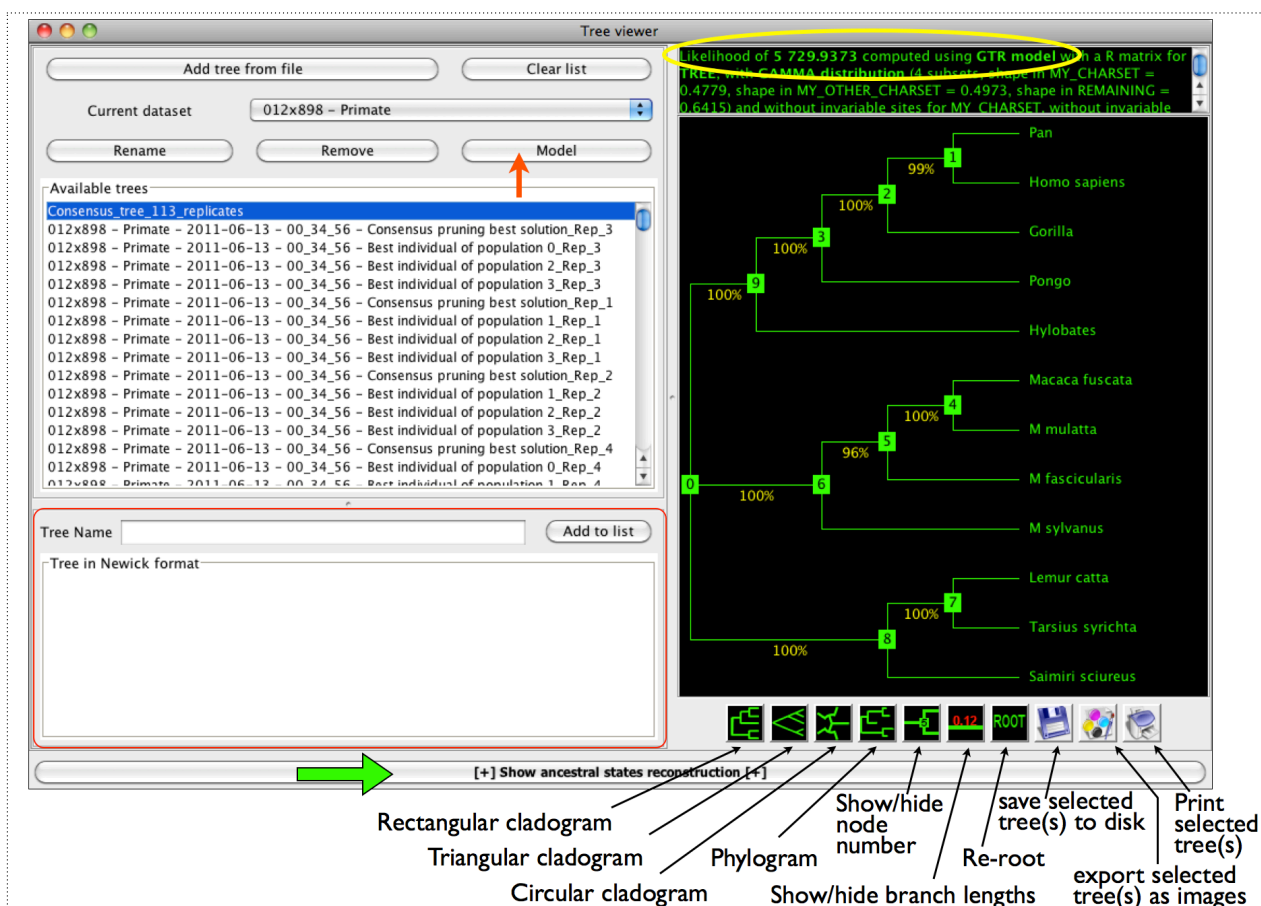 Tree viewer
Add tree from file
Clear list
Current dataset
012x898 – Primate
Rename
Remove
Model
Available trees
Consensus_tree_113_replicates
012x898 – Primate – 2011-06-13 – 00_34_56 – Consensus pruning best solution_Rep_3
012x898 – Primate – 2011-06-13 – 00_34_56 – Best individual of population 0_Rep_3
012x898 – Primate – 2011-06-13 – 00_34_56 – Best individual of population 2_Rep_3
012x898 – Primate – 2011-06-13 – 00_34_56 – Best individual of population 3_Rep_3
012x898 – Primate – 2011-06-13 – 00_34_56 – Consensus pruning best solution_Rep_1
012x898 – Primate – 2011-06-13 – 00_34_56 – Best individual of population 1_Rep_1
012x898 – Primate – 2011-06-13 – 00_34_56 – Best individual of population 2_Rep_1
012x898 – Primate – 2011-06-13 – 00_34_56 – Best individual of population 3_Rep_1
012x898 – Primate – 2011-06-13 – 00_34_56 – Consensus pruning best solution_Rep_2
012x898 – Primate – 2011-06-13 – 00_34_56 – Best individual of population 1_Rep_2
012x898 – Primate – 2011-06-13 – 00_34_56 – Best individual of population 2_Rep_2
012x898 – Primate – 2011-06-13 – 00_34_56 – Best individual of population 3_Rep_2
012x898 – Primate – 2011-06-13 – 00_34_56 – Consensus pruning best solution_Rep_4
012x898 – Primate – 2011-06-13 – 00_34_56 – Best individual of population 0_Rep_4
012x898 – Primate – 2011-06-13 – 00_34_56 – Best individual of population 1_Rep_4
Tree Name
Add to list
Tree in Newick format
Likelihood of 5 729.9373 computed using GTR model with a R matrix for
TREE, with GAMMA distribution (4 subsets, shape in MY_CHARSET =
0.4779, shape in MY_OTHER_CHARSET = 0.4973, shape in REMAINING =
0.6415) and without invariable sites for MY_CHARSET, without invariable
Pan
1
99%
Homo sapiens
2
100%
Gorilla
3
100%
Pongo
9
100%
Hylobates
Macaca fuscata
4
100%
M mulatta
5
96%
M fascicularis
0
6
100%
M sylvanus
Lemur catta
7
100%
Tarsius syrichta
8
100%
Saimiri sciureus
6
0.12
ROOT
[+] Show ancestral states reconstruction [+]
Rectangular cladogram
Triangular cladogram
Circular cladogram
Phylogram
Show/hide
node
number
Show/hide branch lengths
Re-root
save selected
tree(s) to disk
export selected
tree(s) as images
Print
selected
tree(s)